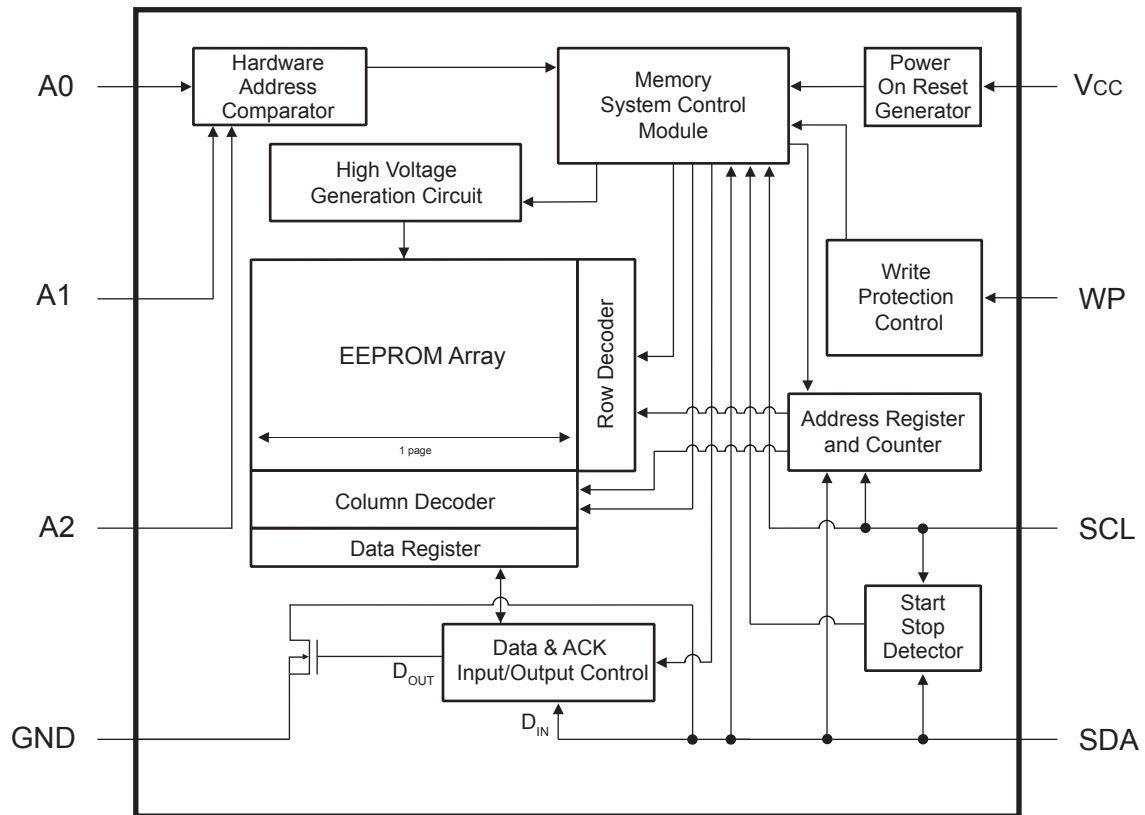 A0
Hardware
Address
Comparator
Memory
System Control
Module
Power
On Reset
Generator
VCC
High Voltage
Generation Circuit
A1
Write
Protection
Control
WP
EEPROM Array
Row Decoder
1 page
Address Register
and Counter
Column Decoder
A2
SCL
Data Register
Start
Stop
Detector
Data & ACK
Input/Output Control
DOUT
DIN
GND
SDA